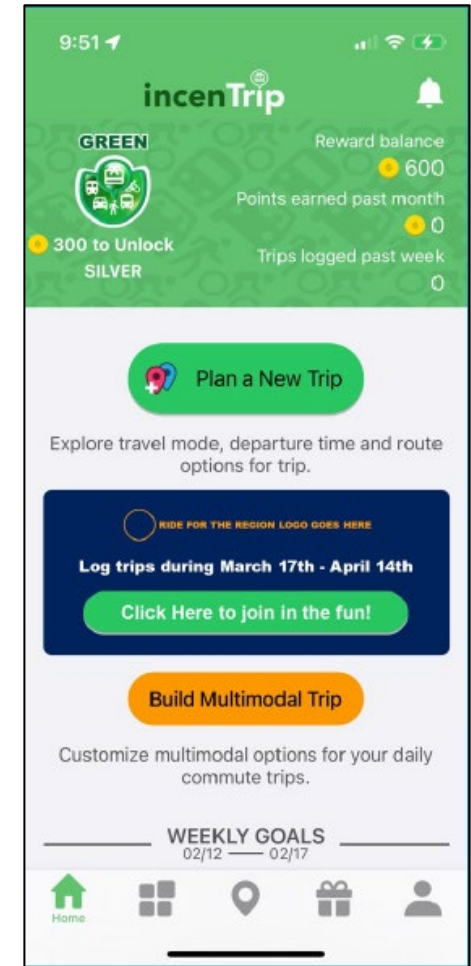 9:51
incenTrip
GREEN
300 to Unlock
SILVER
Reward balance
600
Points earned past month
0
Trips logged past week
0
Plan a New Trip
Explore travel mode, departure time and route
options for trip.
RIDE FOR THE REGION LOGO GOES HERE
Log trips during March 17th - April 14th
Click Here to join in the fun!
Build Multimodal Trip
Customize multimodal options for your daily
commute trips.
WEEKLY GOALS
02/12 —— 02/17
Home